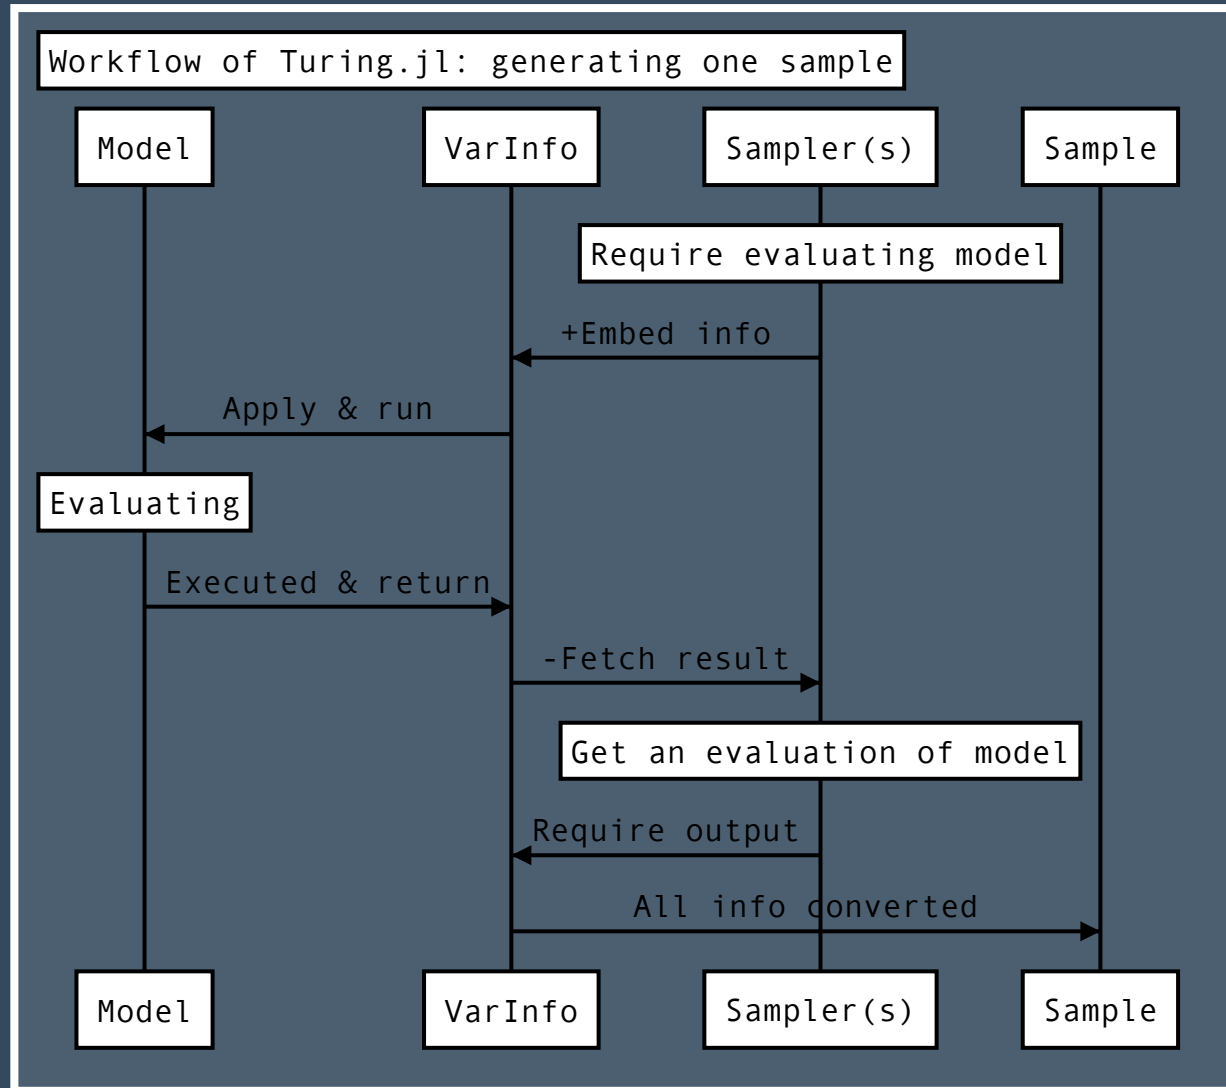 Workflow of Turing.jl: generating one sample
Model
VarInfo
Sampler(s)
Sample
Require evaluating model
+Embed info
Apply & run
Evaluating
Executed & return
-Fetch result
Get an evaluation of model
Require output
All info converted
Model
VarInfo
Sampler(s)
Sample